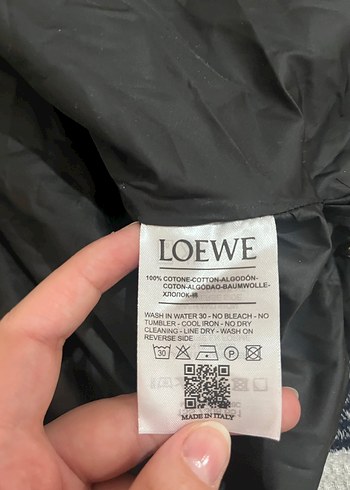 LOEWE
100% COTONE-COTTON-ALGODÓN-
COTON-ALGODAO-BAUMWOLLE-
ХЛОПОК-棉
WASH IN WATER 30 - NO BLEACH - NO
TUMBLER - COOL IRON - NO DRY
CLEANING - LINE DRY - WASH ON
REVERSE SIDE
30 P
MADE IN ITALY